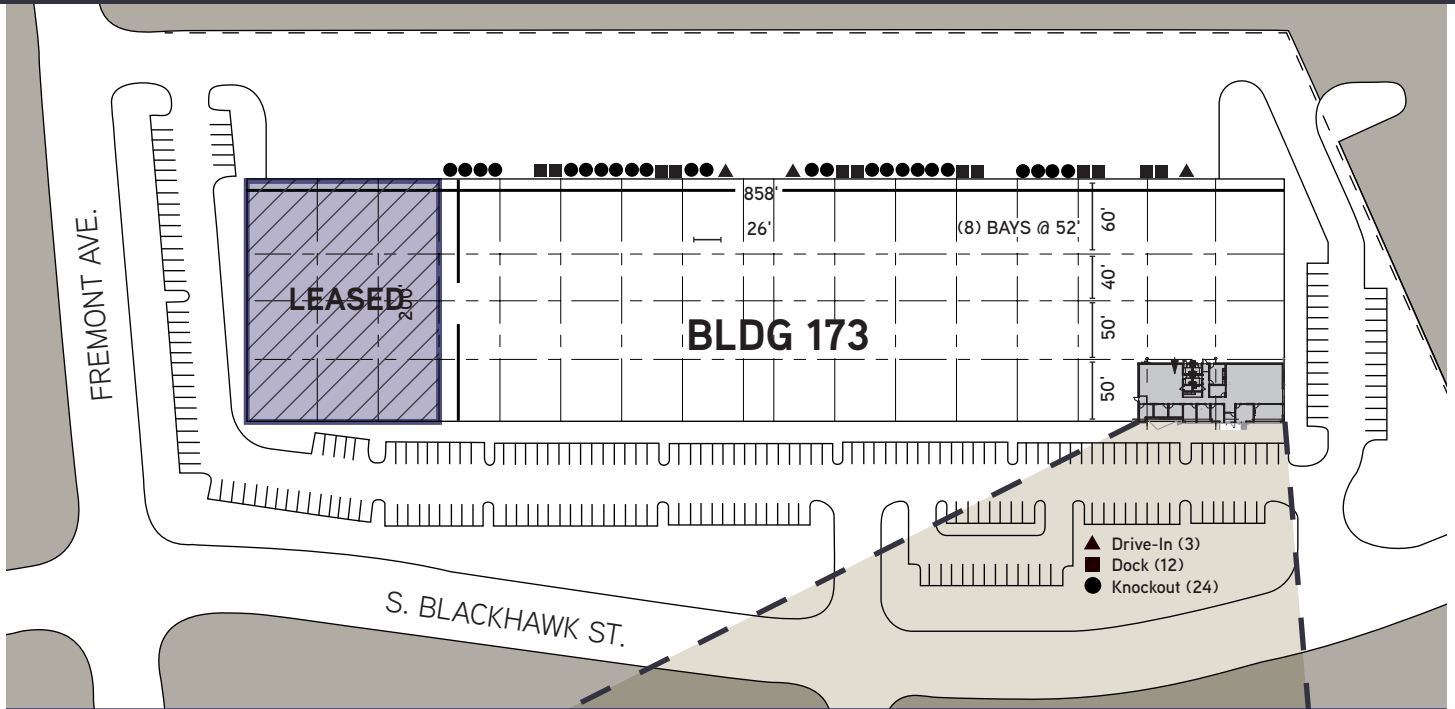 858'
26'
(8) BAYS @ 52'
60'
40'
50'
50'
LEASED
200'
BLDG 173
FREMONT AVE.
S. BLACKHAWK ST.
Drive-In (3)
Dock (12)
Knockout (24)